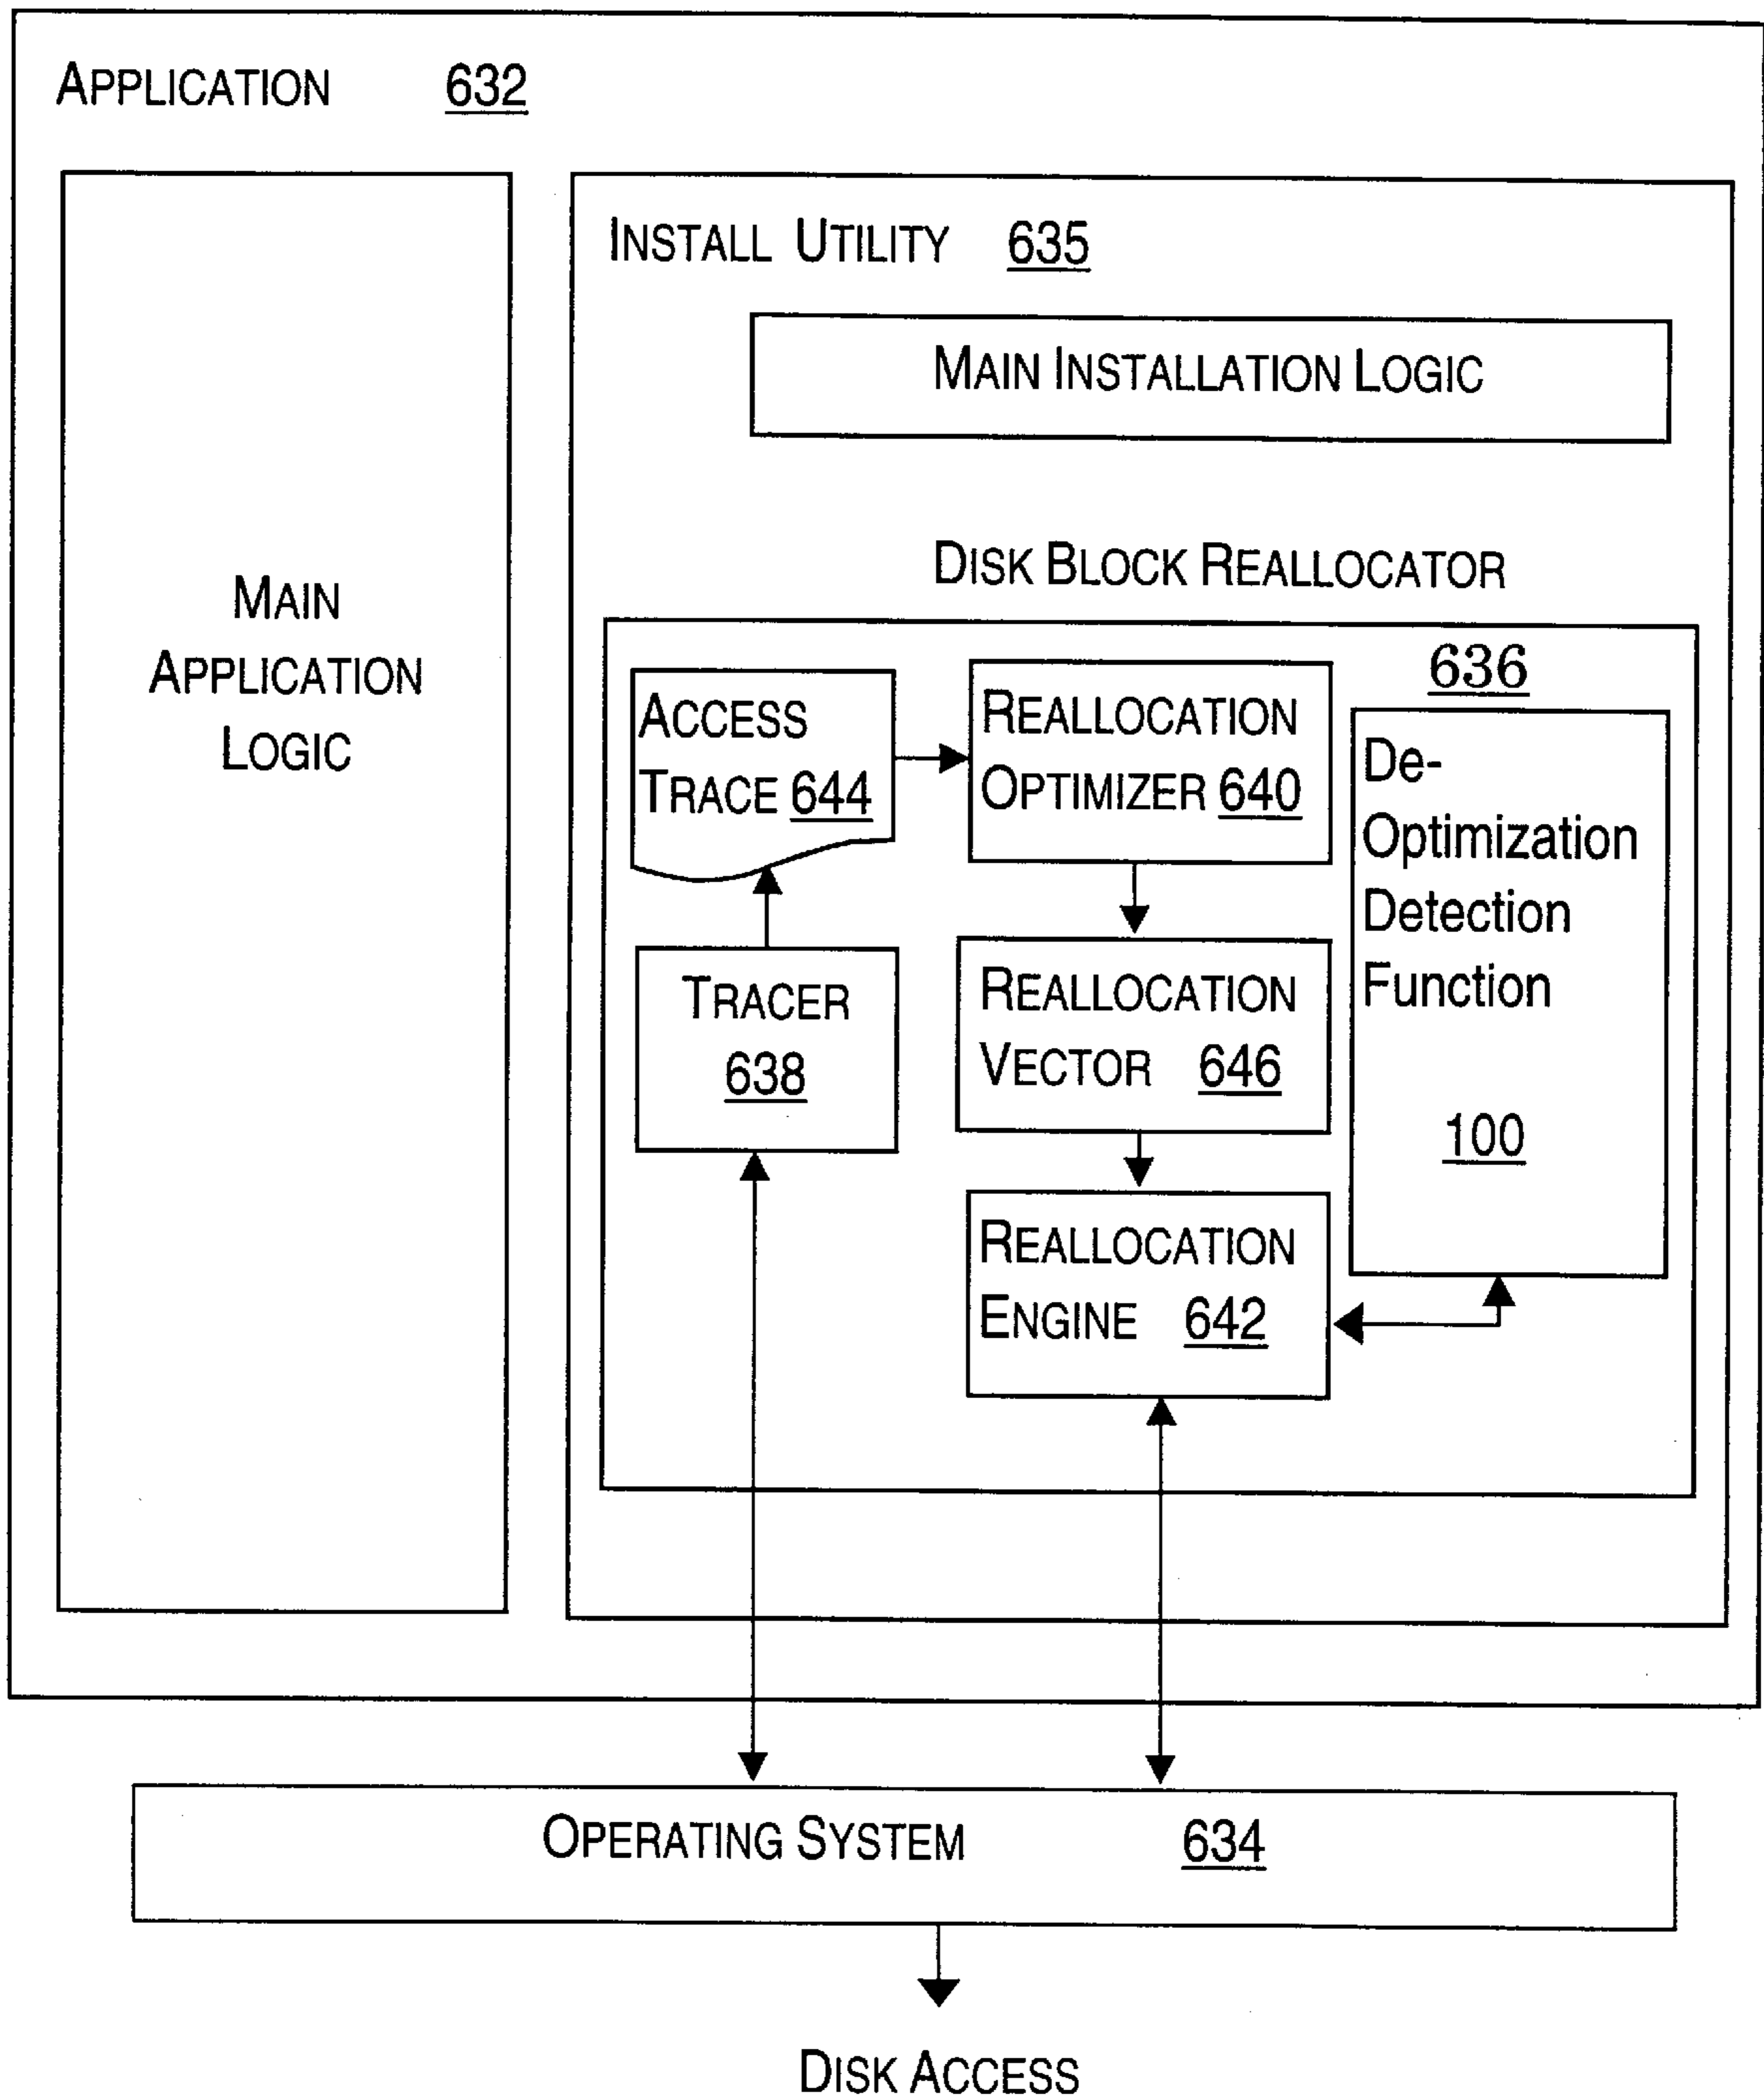 APPLICATION 632
INSTALL UTILITY 635
MAIN INSTALLATION LOGIC
MAIN
APPLICATION
LOGIC
DISK BLOCK REALLOCATOR
636
ACCESS
TRACE 644
REALLOCATION
OPTIMIZER 640
De-
Optimization
Detection
Function
100
TRACER
638
REALLOCATION
VECTOR 646
REALLOCATION
ENGINE 642
OPERATING SYSTEM 634
DISK ACCESS